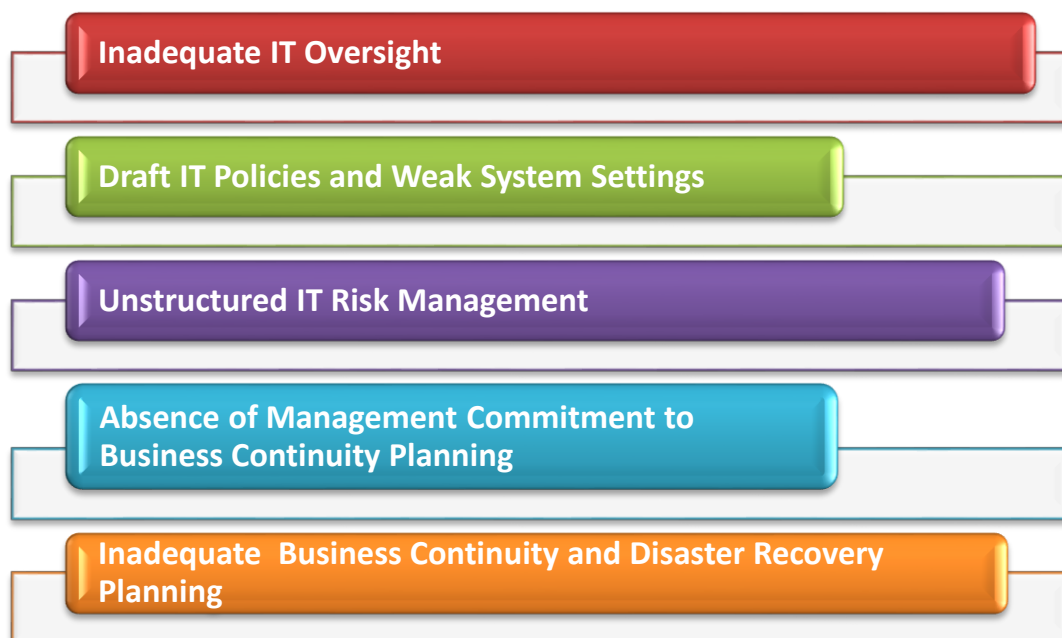 Inadequate IT Oversight
Draft IT Policies and Weak System Settings
Unstructured IT Risk Management
Absence of Management Commitment to
Business Continuity Planning
Inadequate  Business Continuity and Disaster Recovery
Planning